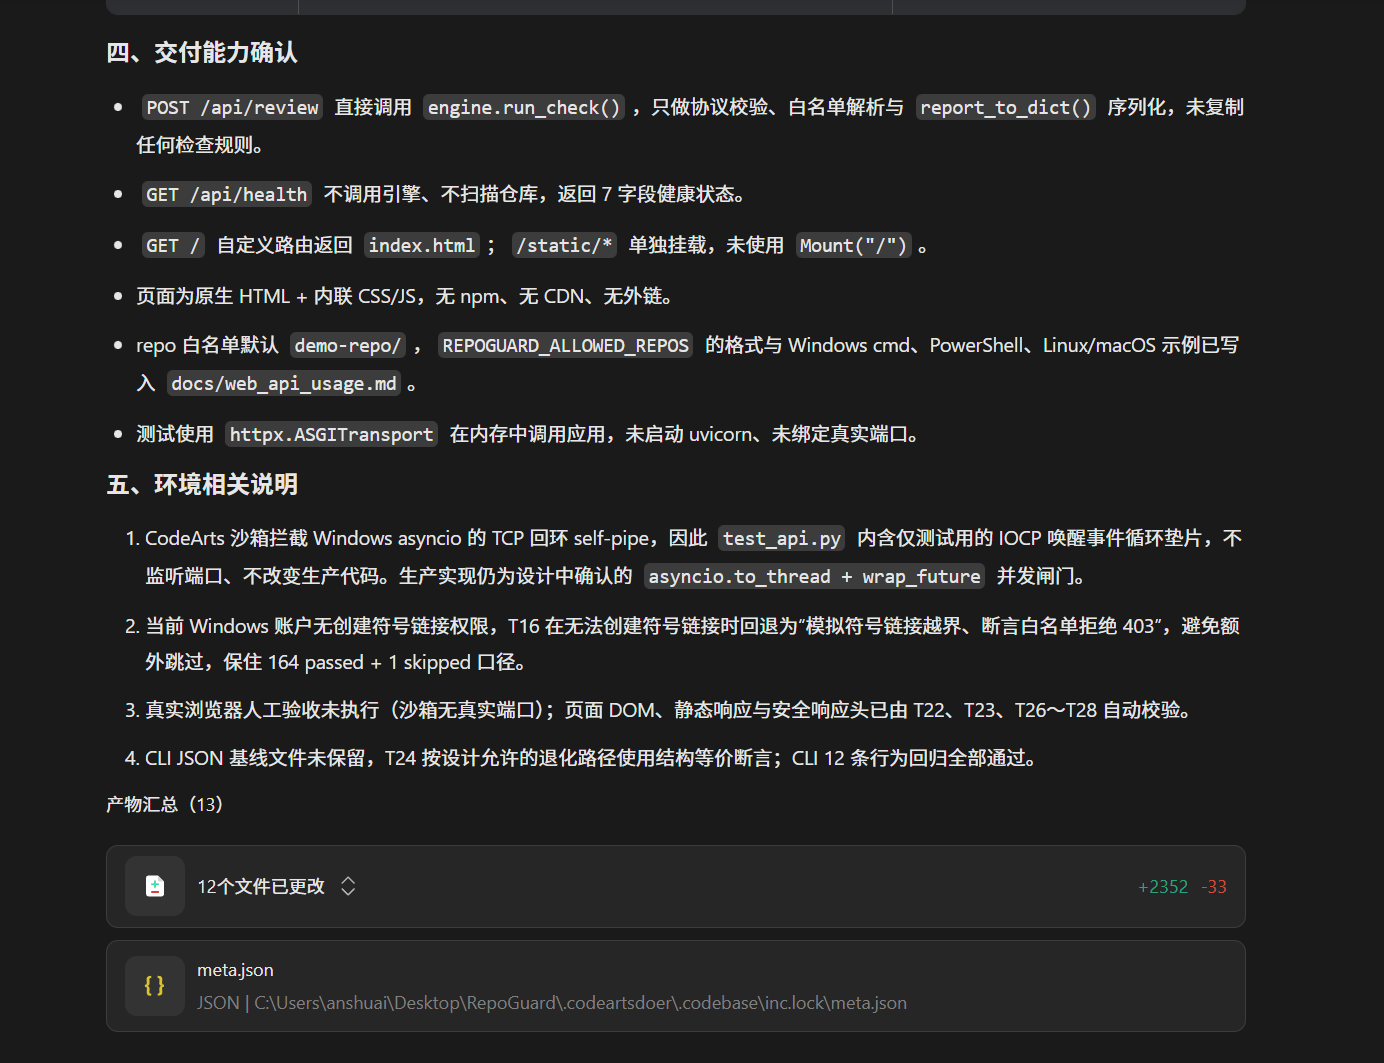 四、交付能力确认
POST /api/review 直接调用 engine.run_check() ，只做协议校验、白名单解析与 report_to_dict() 序列化，未复制
任何检查规则。
GET /api/health 不调用引擎、不扫描仓库，返回 7 字段健康状态。
GET / 自定义路由返回 index.html ； /static/* 单独挂载，未使用 Mount("/") 。
页面为原生 HTML + 内联 CSS/JS，无 npm、无 CDN、无外链。
repo 白名单默认 demo-repo/ ， REPOGUARD_ALLOWED_REPOS 的格式与 Windows cmd、PowerShell、Linux/macOS 示例已写
入 docs/web_api_usage.md 。
测试使用 httpx.ASGITransport 在内存中调用应用，未启动 uvicorn、未绑定真实端口。
五、环境相关说明
1. CodeArts 沙箱拦截 Windows asyncio 的 TCP 回环 self-pipe，因此 test_api.py 内含仅测试用的 IOCP 唤醒事件循环垫片，不
监听端口、不改变生产代码。生产实现仍为设计中确认的 asyncio.to_thread + wrap_future 并发闸门。
2. 当前 Windows 账户无创建符号链接权限，T16 在无法创建符号链接时回退为“模拟符号链接越界、断言白名单拒绝 403”，避免额
外跳过，保住 164 passed + 1 skipped 口径。
3. 真实浏览器人工验收未执行（沙箱无真实端口）；页面 DOM、静态响应与安全响应头已由 T22、T23、T26～T28 自动校验。
4. CLI JSON 基线文件未保留，T24 按设计允许的退化路径使用结构等价断言；CLI 12 条行为回归全部通过。
产物汇总（13）
12个文件已更改 +2352 -33
meta.json
JSON | C:\Users\anshuai\Desktop\RepoGuard\.codeartsdoer\.codebase\inc.lock\meta.json